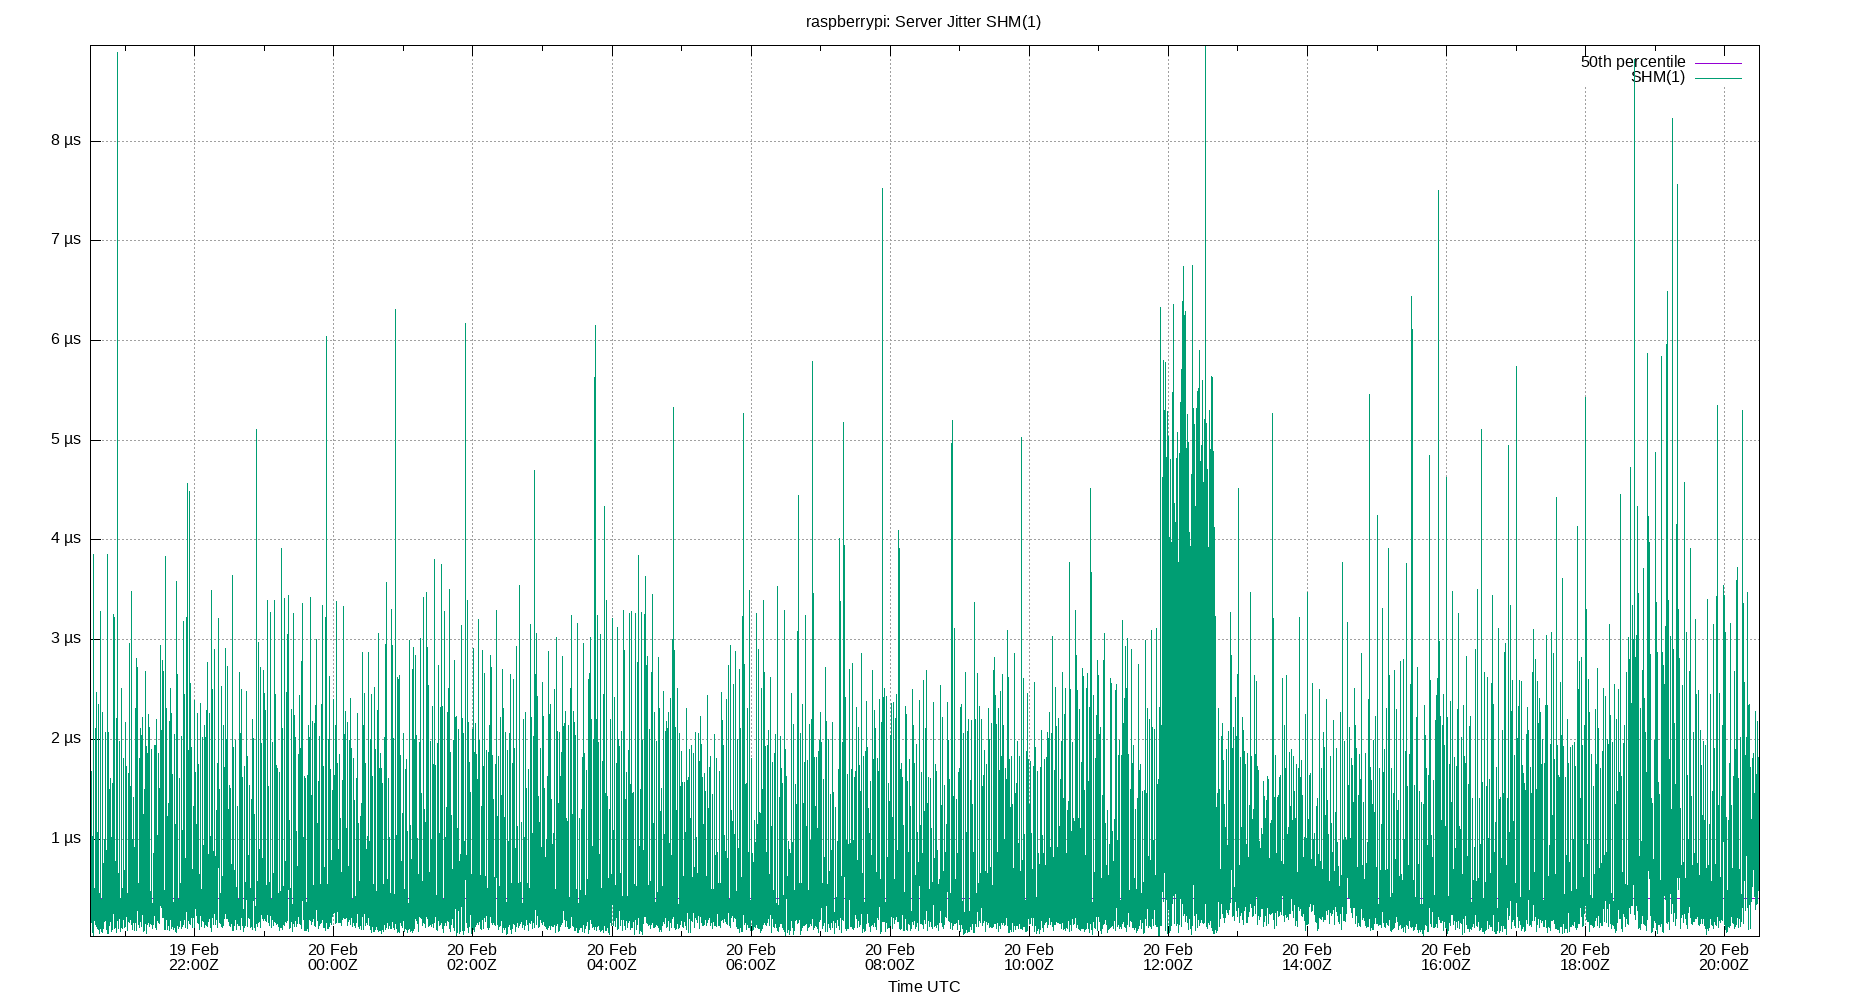 raspberrypi: Server Jitter SHM(1)
50th percentile
SHM(1)
8 µs
7 µs
6 µs
5 µs
4 µs
3 µs
2 µs
1 µs
19 Feb 20 Feb 20 Feb 20 Feb 20 Feb 20 Feb 20 Feb 20 Feb 20 Feb 20 Feb 20 Feb 20 Feb
22:00Z 00:00Z 02:00Z 04:00Z 06:00Z 08:00Z 10:00Z 12:00Z 14:00Z 16:00Z 18:00Z 20:00Z
Time UTC